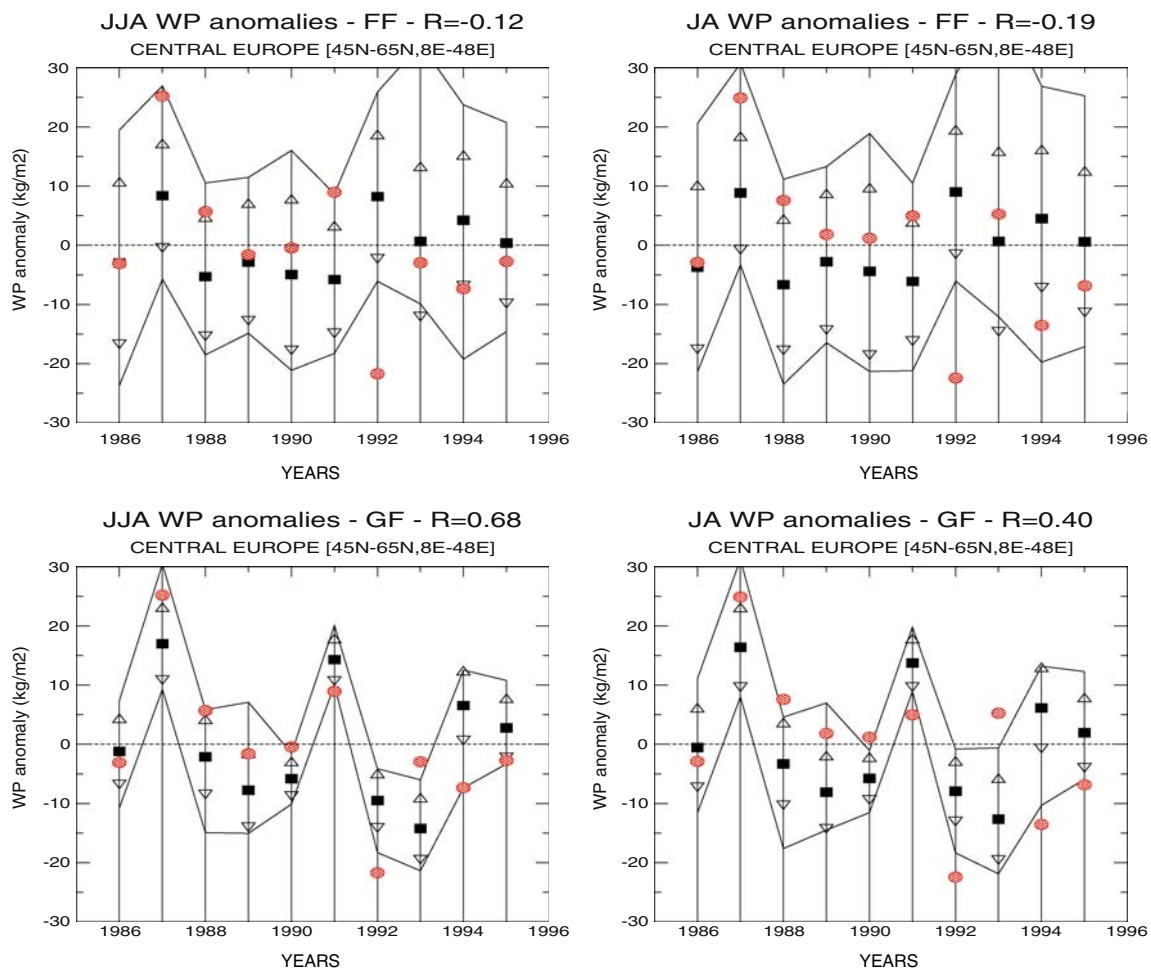 JJA WP anomalies - FF - R=-0.12
CENTRAL EUROPE [45N-65N,8E-48E]
WP anomaly (kg/m2)
30
20
10
0
-10
-20
-30
1986 1988 1990 1992 1994 1996
YEARS
JA WP anomalies - FF - R=-0.19
CENTRAL EUROPE [45N-65N,8E-48E]
WP anomaly (kg/m2)
30
20
10
0
-10
-20
-30
1986 1988 1990 1992 1994 1996
YEARS
JJA WP anomalies - GF - R=0.68
CENTRAL EUROPE [45N-65N,8E-48E]
WP anomaly (kg/m2)
30
20
10
0
-10
-20
-30
1986 1988 1990 1992 1994 1996
YEARS
JA WP anomalies - GF - R=0.40
CENTRAL EUROPE [45N-65N,8E-48E]
WP anomaly (kg/m2)
30
20
10
0
-10
-20
-30
1986 1988 1990 1992 1994 1996
YEARS